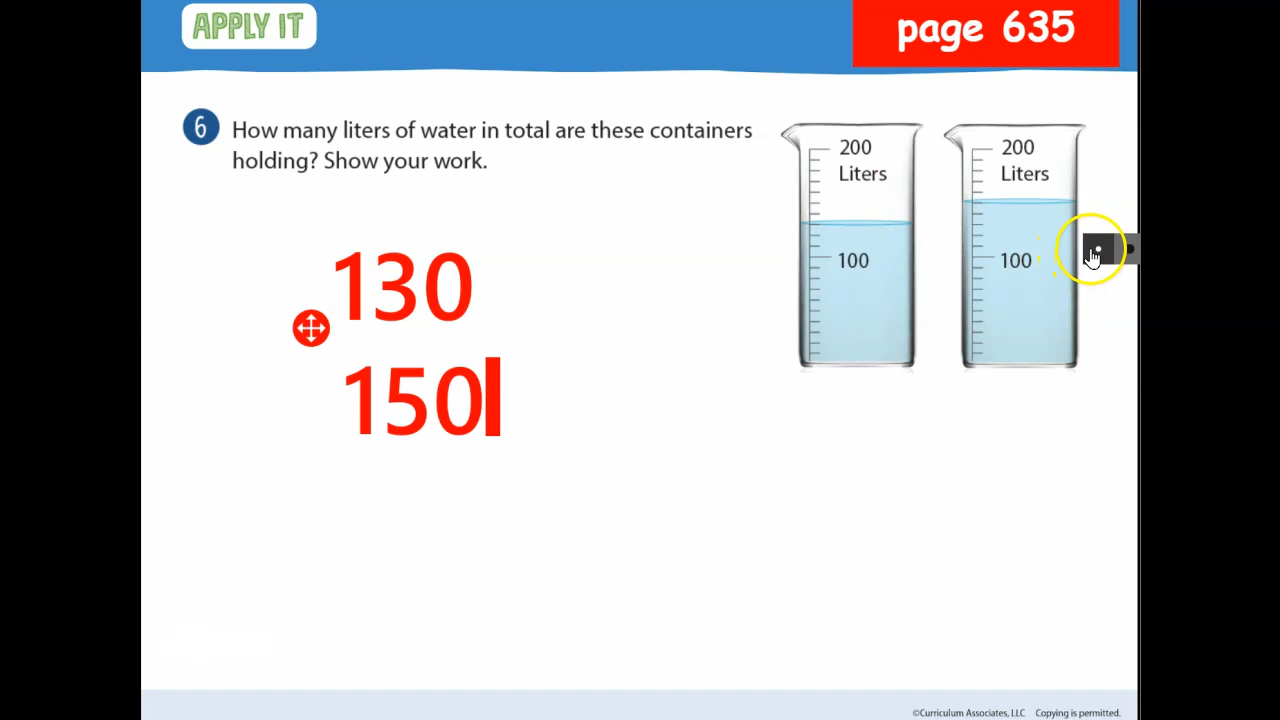 APPLY IT
page 635
6 How many liters of water in total are these containers
holding? Show your work.
200
Liters
100
200
Liters
100
130
150
©Curriculum Associates, LLC Copying is permitted.